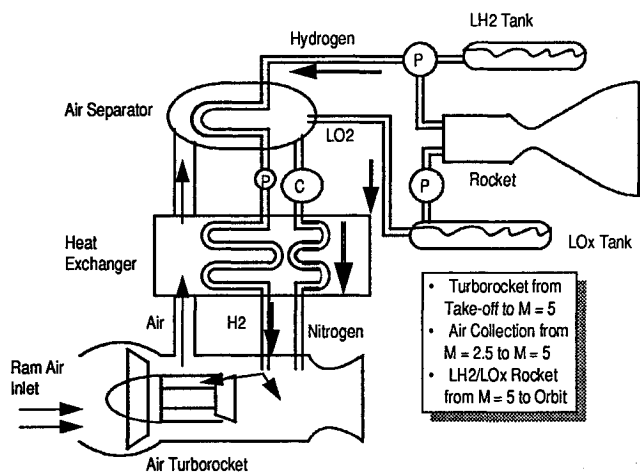 LH2 Tank
Hydrogen
P
Air Separator
LO2
P
C
P
Rocket
LOx Tank
Heat
Exchanger
Air
H2
Nitrogen
Ram Air
Inlet
Air Turborocket
• Turborocket from
Take-off to M = 5
• Air Collection from
M = 2.5 to M = 5
• LH2/LOx Rocket
from M = 5 to Orbit